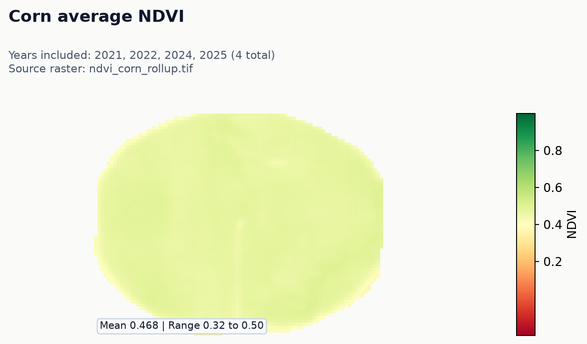 Corn average NDVI
Years included: 2021, 2022, 2024, 2025 (4 total)
Source raster: ndvi_corn_rollup.tif
0.8
0.6
0.4
0.2
NDVI
Mean 0.468 | Range 0.32 to 0.50